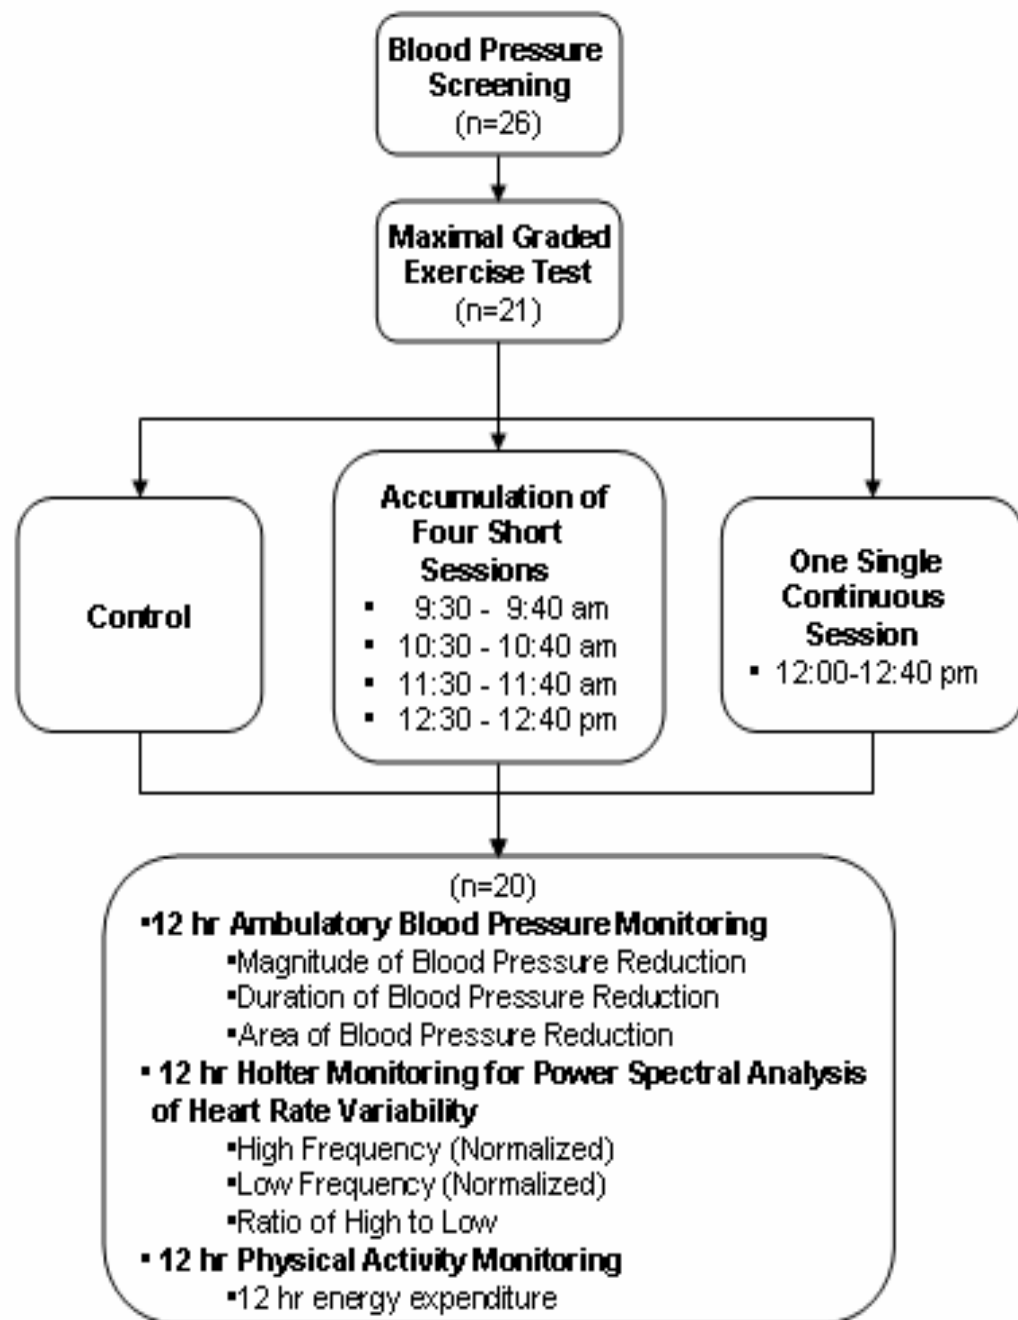 Blood Pressure
Screening
(n=26)
Maximal Graded
Exercise Test
(n=21)
Control
Accumulation of
Four Short
Sessions
▪ 9:30 - 9:40 am
▪ 10:30 - 10:40 am
▪ 11:30 - 11:40 am
▪ 12:30 - 12:40 pm
One Single
Continuous
Session
▪ 12:00-12:40 pm
(n=20)
▪12 hr Ambulatory Blood Pressure Monitoring
▪Magnitude of Blood Pressure Reduction
▪Duration of Blood Pressure Reduction
▪Area of Blood Pressure Reduction
▪ 12 hr Holter Monitoring for Power Spectral Analysis
of Heart Rate Variability
▪High Frequency (Normalized)
▪Low Frequency (Normalized)
▪Ratio of High to Low
▪ 12 hr Physical Activity Monitoring
▪12 hr energy expenditure